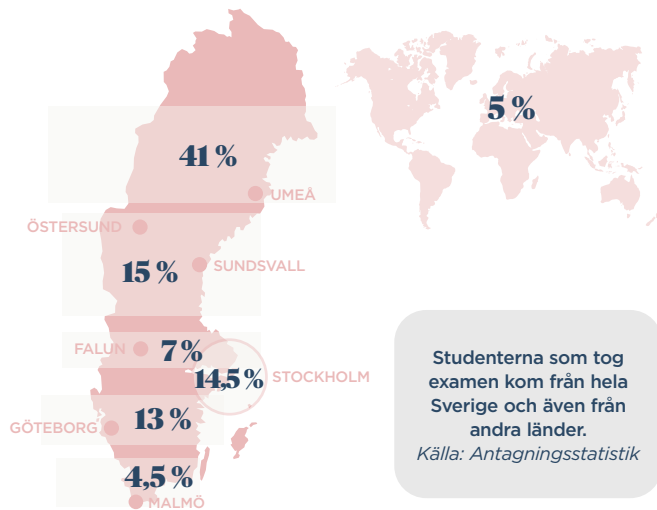 5 %
41 %
UMEÅ
ÖSTERSUND
15 %
SUNDSVALL
FALUN
7 %
14,5 %
STOCKHOLM
13 %
GÖTEBORG
4,5 %
MALMÖ
Studenterna som tog
examen kom från hela
Sverige och även från
andra länder.
Källa: Antagningsstatistik